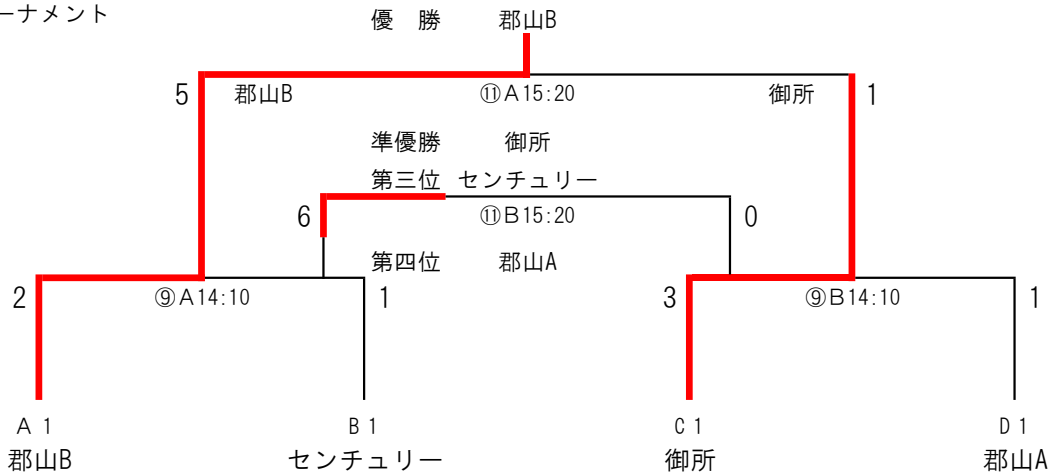 ーナメント
優　勝　郡山B
5 郡山B ⑪A15:20 御所 1
準優勝　御所
第三位 センチュリー
6 ⑪B15:20 0
第四位　郡山A
2 ⑨A14:10 1 3 ⑨B14:10 1
A1 B1 C1 D1
郡山B センチュリー 御所 郡山A